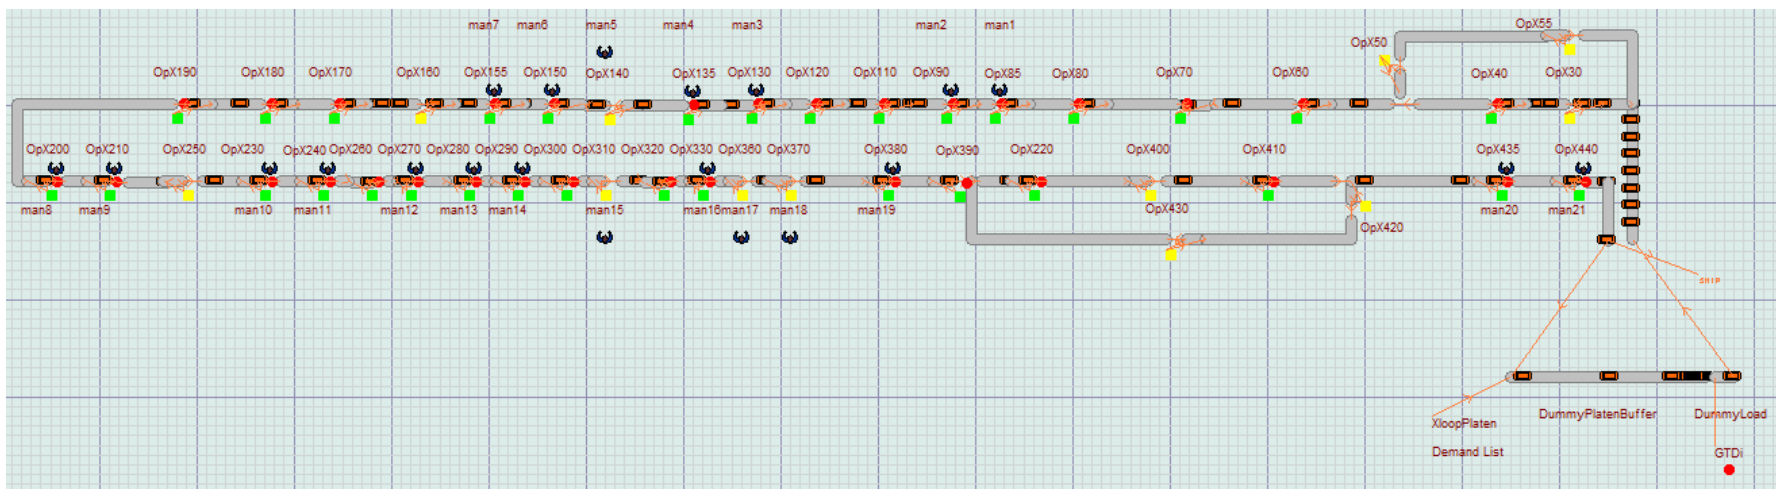 man7 man6 man5 man4 man3 man2 man1 OpX55
OpX50
OpX190 OpX180 OpX170 OpX160 OpX155 OpX150 OpX140 OpX135 OpX130 OpX120 OpX110 OpX90 OpX85 OpX80 OpX70 OpX60 OpX40 OpX30
OpX200 OpX210 OpX250 OpX230 OpX240 OpX260 OpX270 OpX280 OpX290 OpX300 OpX310 OpX320 OpX330 OpX360 OpX370 OpX380 OpX390 OpX220 OpX400 OpX410 OpX435 OpX440
man8 man9 man10 man11 man12 man13 man14 man15 man16 man17 man18 man19 OpX430 man20 man21
OpX420
SHIP
XloopPlaten DummyPlatenBuffer DummyLoad
Demand List GTDi